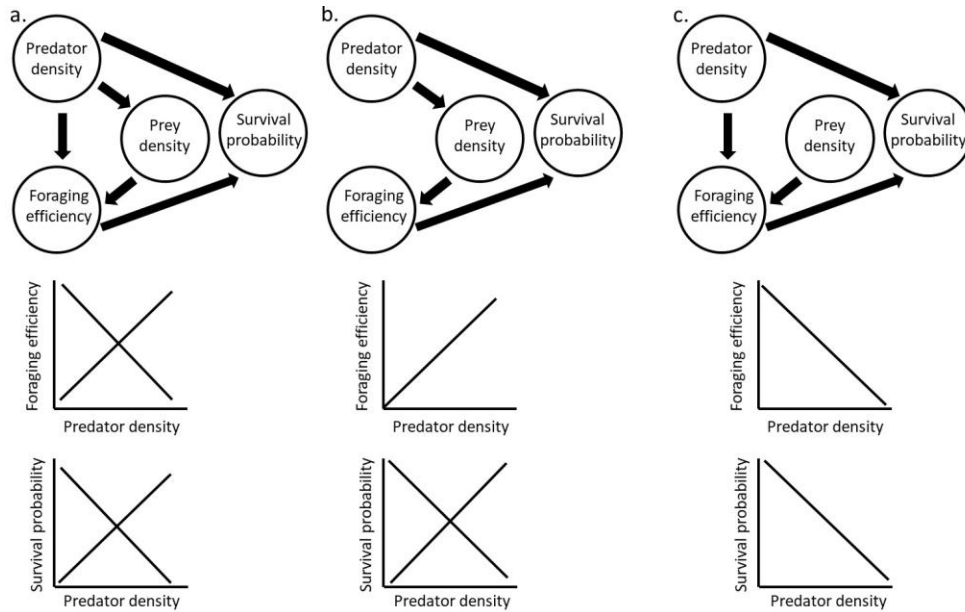 a.
Predator
density
Prey
density
Survival
probability
Foraging
efficiency
b.
Predator
density
Prey
density
Survival
probability
Foraging
efficiency
c.
Predator
density
Prey
density
Survival
probability
Foraging
efficiency
Foraging efficiency
Predator density
Foraging efficiency
Predator density
Foraging efficiency
Predator density
Survival probability
Predator density
Survival probability
Predator density
Survival probability
Predator density